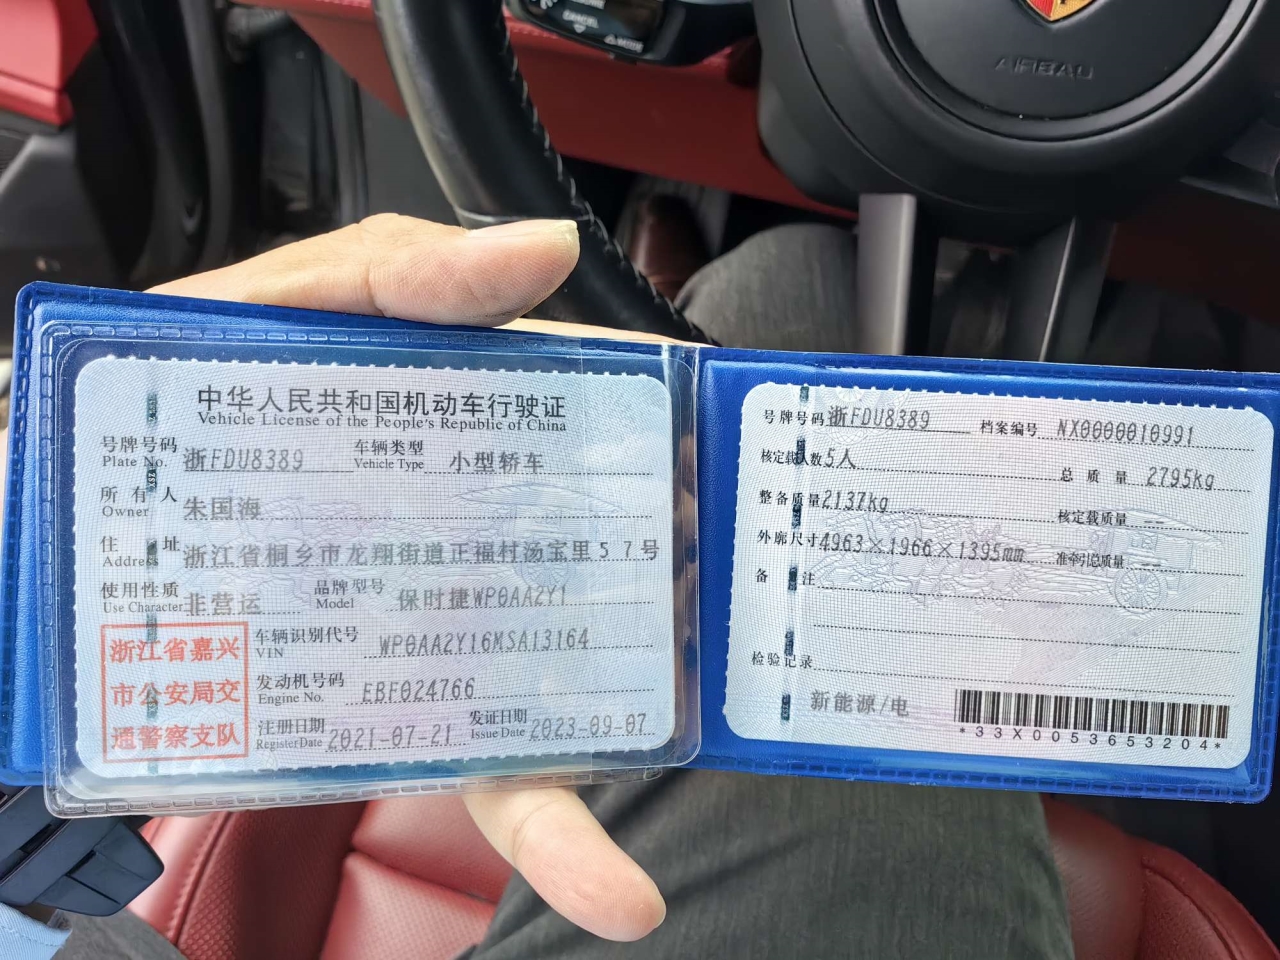 CANCEL
MODE
AIRBAG
中华人民共和国机动车行驶证
Vehicle License of the People's Republic of China
号牌号码 浙FDU8389 车辆类型 小型轿车
Plate No. Vehicle Type
所有人 朱国海
Owner
住址 浙江省桐乡市龙翔街道正福村汤宝里57号
Address
使用性质 非营运 品牌型号 保时捷WP0AA2Y1
Use Character Model
浙江省嘉兴
市公安局交
通警察支队
车辆识别代号 WP0AA2Y16MSA13164
VIN
发动机号码 EBF024766
Engine No.
注册日期 2021-07-21 发证日期 2023-09-07
Register Date Issue Date
号牌号码 浙FDU8389 档案编号 NX0000010991
核定载人数 5人 总质量 2795kg
整备质量 2137kg 核定载质量 --
外廓尺寸 4963×1966×1395mm 准牵引总质量 --
备注
检验记录
新能源/电
*33X0053653204*